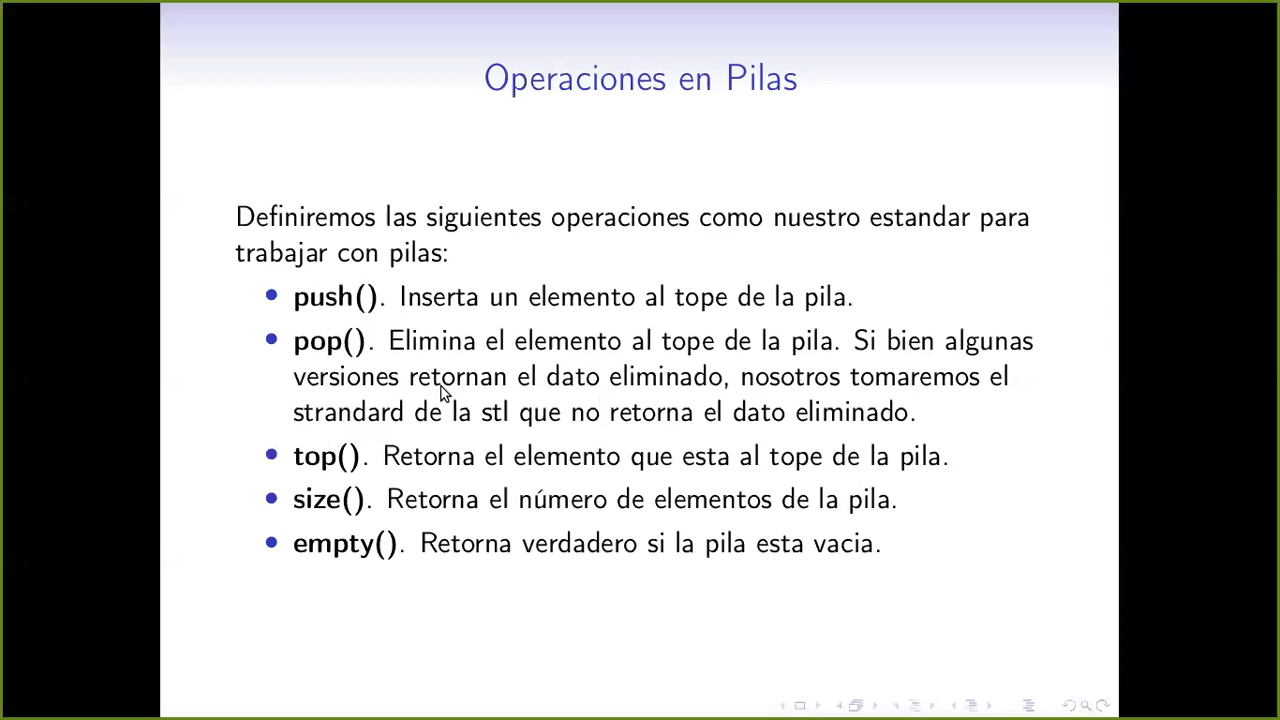 Operaciones en Pilas
Definiremos las siguientes operaciones como nuestro estandar para
trabajar con pilas:
• push(). Inserta un elemento al tope de la pila.
• pop(). Elimina el elemento al tope de la pila. Si bien algunas
versiones retornan el dato eliminado, nosotros tomaremos el
strandard de la stl que no retorna el dato eliminado.
• top(). Retorna el elemento que esta al tope de la pila.
• size(). Retorna el número de elementos de la pila.
• empty(). Retorna verdadero si la pila esta vacia.